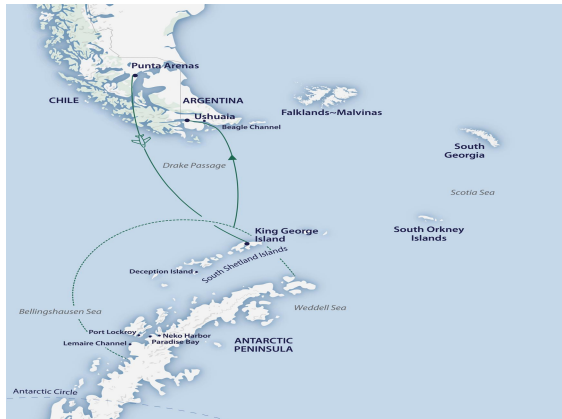 Punta Arenas
CHILE
ARGENTINA
Ushuaia
Beagle Channel
Falklands~Malvinas
South
Georgia
Drake Passage
Scotia Sea
King George
Island
South Orkney
Islands
Deception Island
South Shetland Islands
Weddell Sea
Bellingshausen Sea
Port Lockroy
Neko Harbor
Lemaire Channel
Paradise Bay
ANTARCTIC
PENINSULA
Antarctic Circle